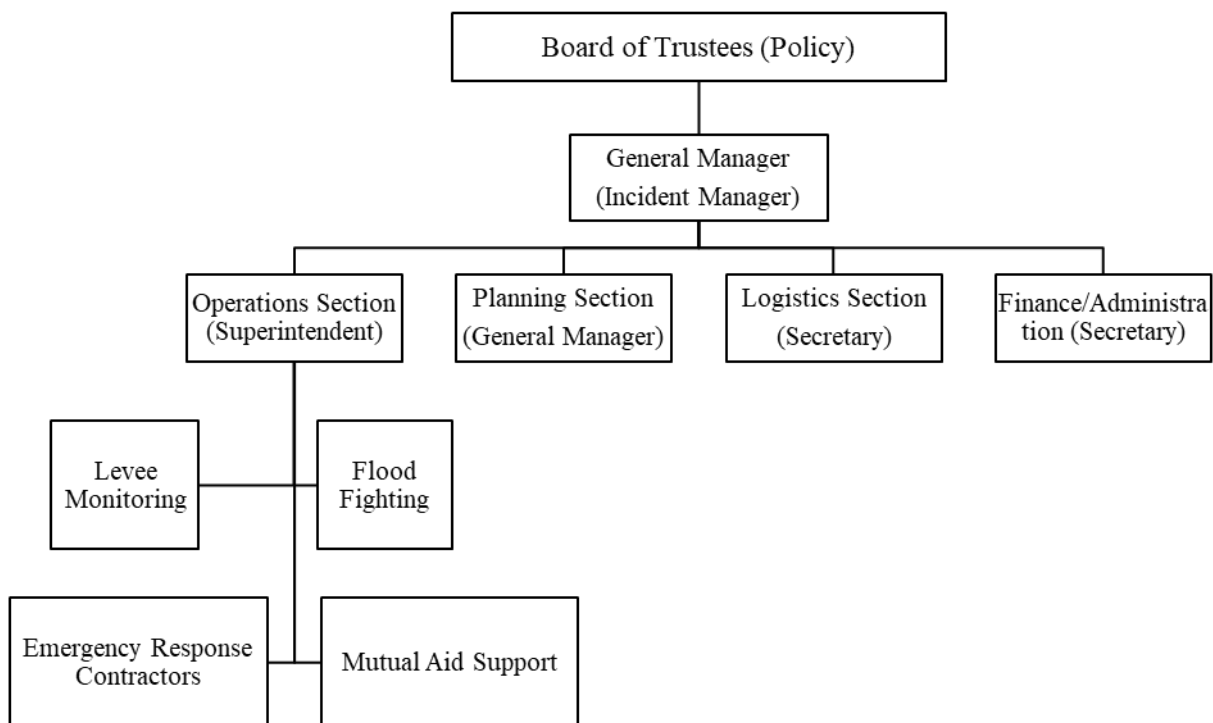 Board of Trustees (Policy)
General Manager
(Incident Manager)
Operations Section
(Superintendent)
Planning Section
(General Manager)
Logistics Section
(Secretary)
Finance/Administra
tion (Secretary)
Levee
Monitoring
Flood
Fighting
Emergency Response
Contractors
Mutual Aid Support